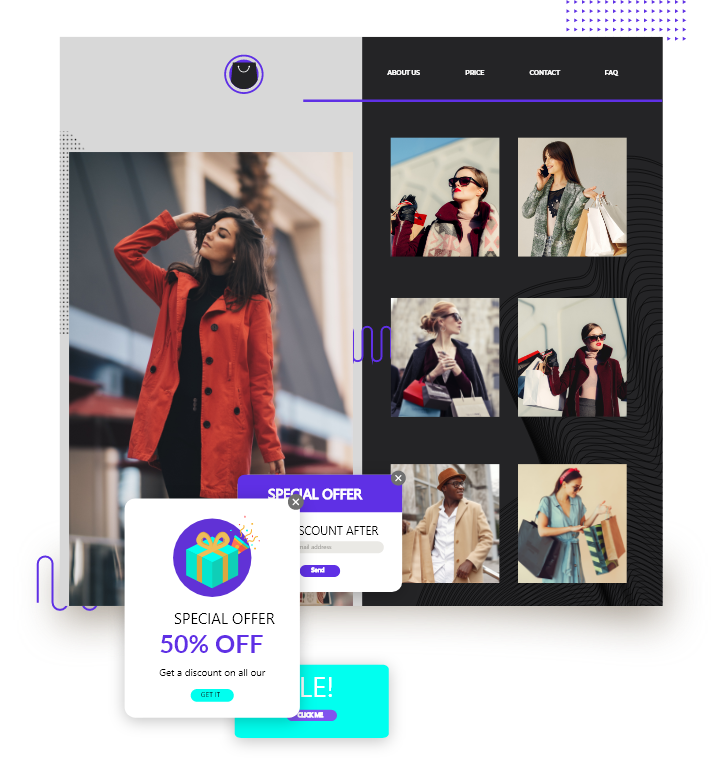 ABOUT US PRICE CONTACT FAQ
SPECIAL OFFER
SCOUNT AFTER
mail address
Send
SPECIAL OFFER
50% OFF
Get a discount on all our
GET IT
LE!
CLICK ME